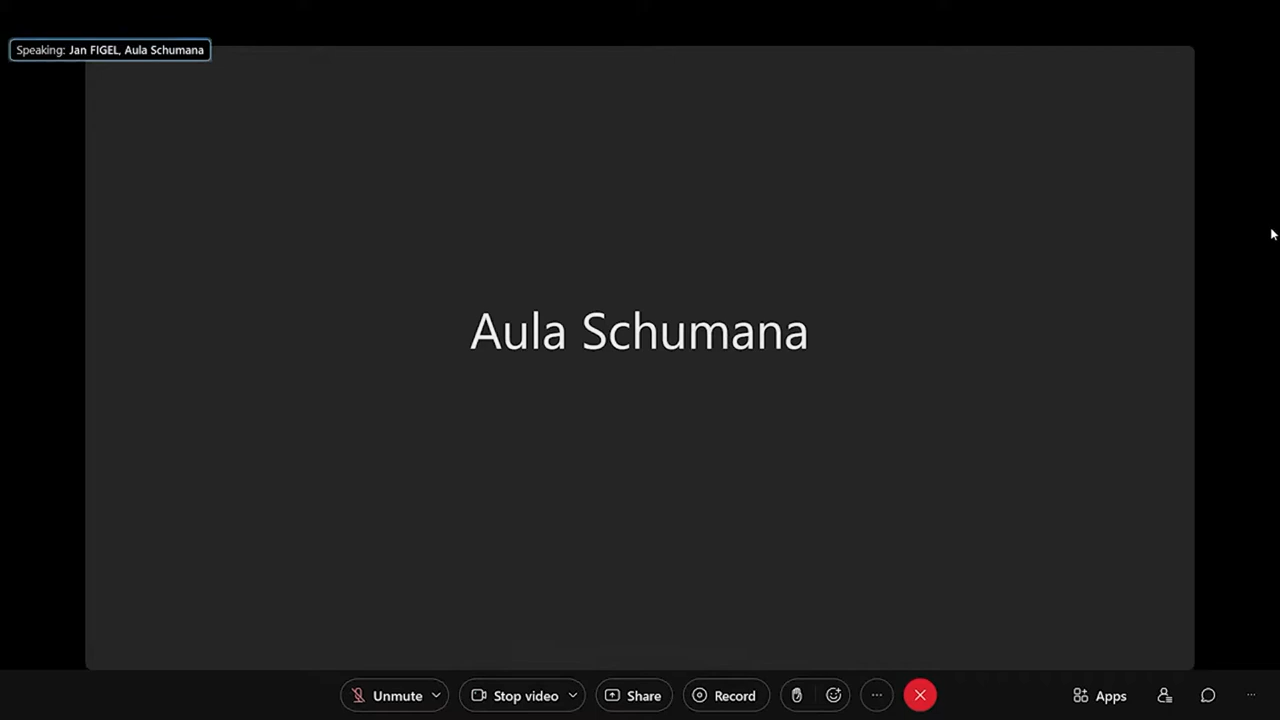 Speaking: Jan FIGEL, Aula Schumana
Aula Schumana
Unmute
Stop video
Share
Record
Apps